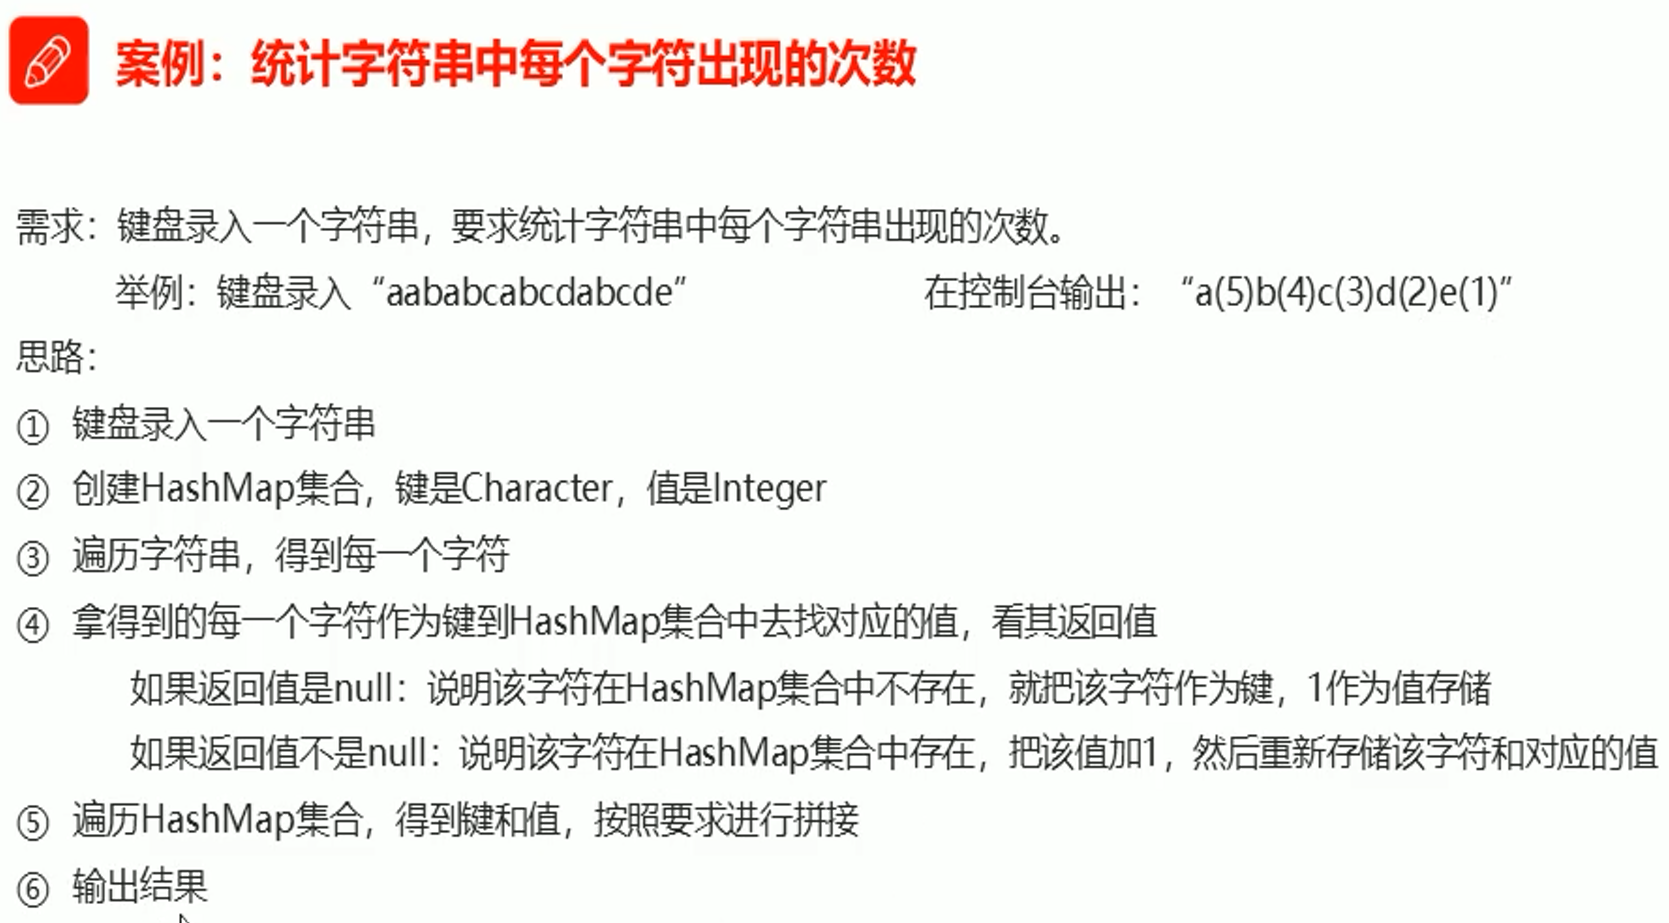 案例：统计字符串中每个字符出现的次数
需求：键盘录入一个字符串，要求统计字符串中每个字符串出现的次数。
举例：键盘录入“aababcabcdabcde” 在控制台输出：“a(5)b(4)c(3)d(2)e(1)”
思路：
① 键盘录入一个字符串
② 创建HashMap集合，键是Character，值是Integer
③ 遍历字符串，得到每一个字符
④ 拿得到的每一个字符作为键到HashMap集合中去找对应的值，看其返回值
如果返回值是null：说明该字符在HashMap集合中不存在，就把该字符作为键，1作为值存储
如果返回值不是null：说明该字符在HashMap集合中存在，把该值加1，然后重新存储该字符和对应的值
⑤ 遍历HashMap集合，得到键和值，按照要求进行拼接
⑥ 输出结果